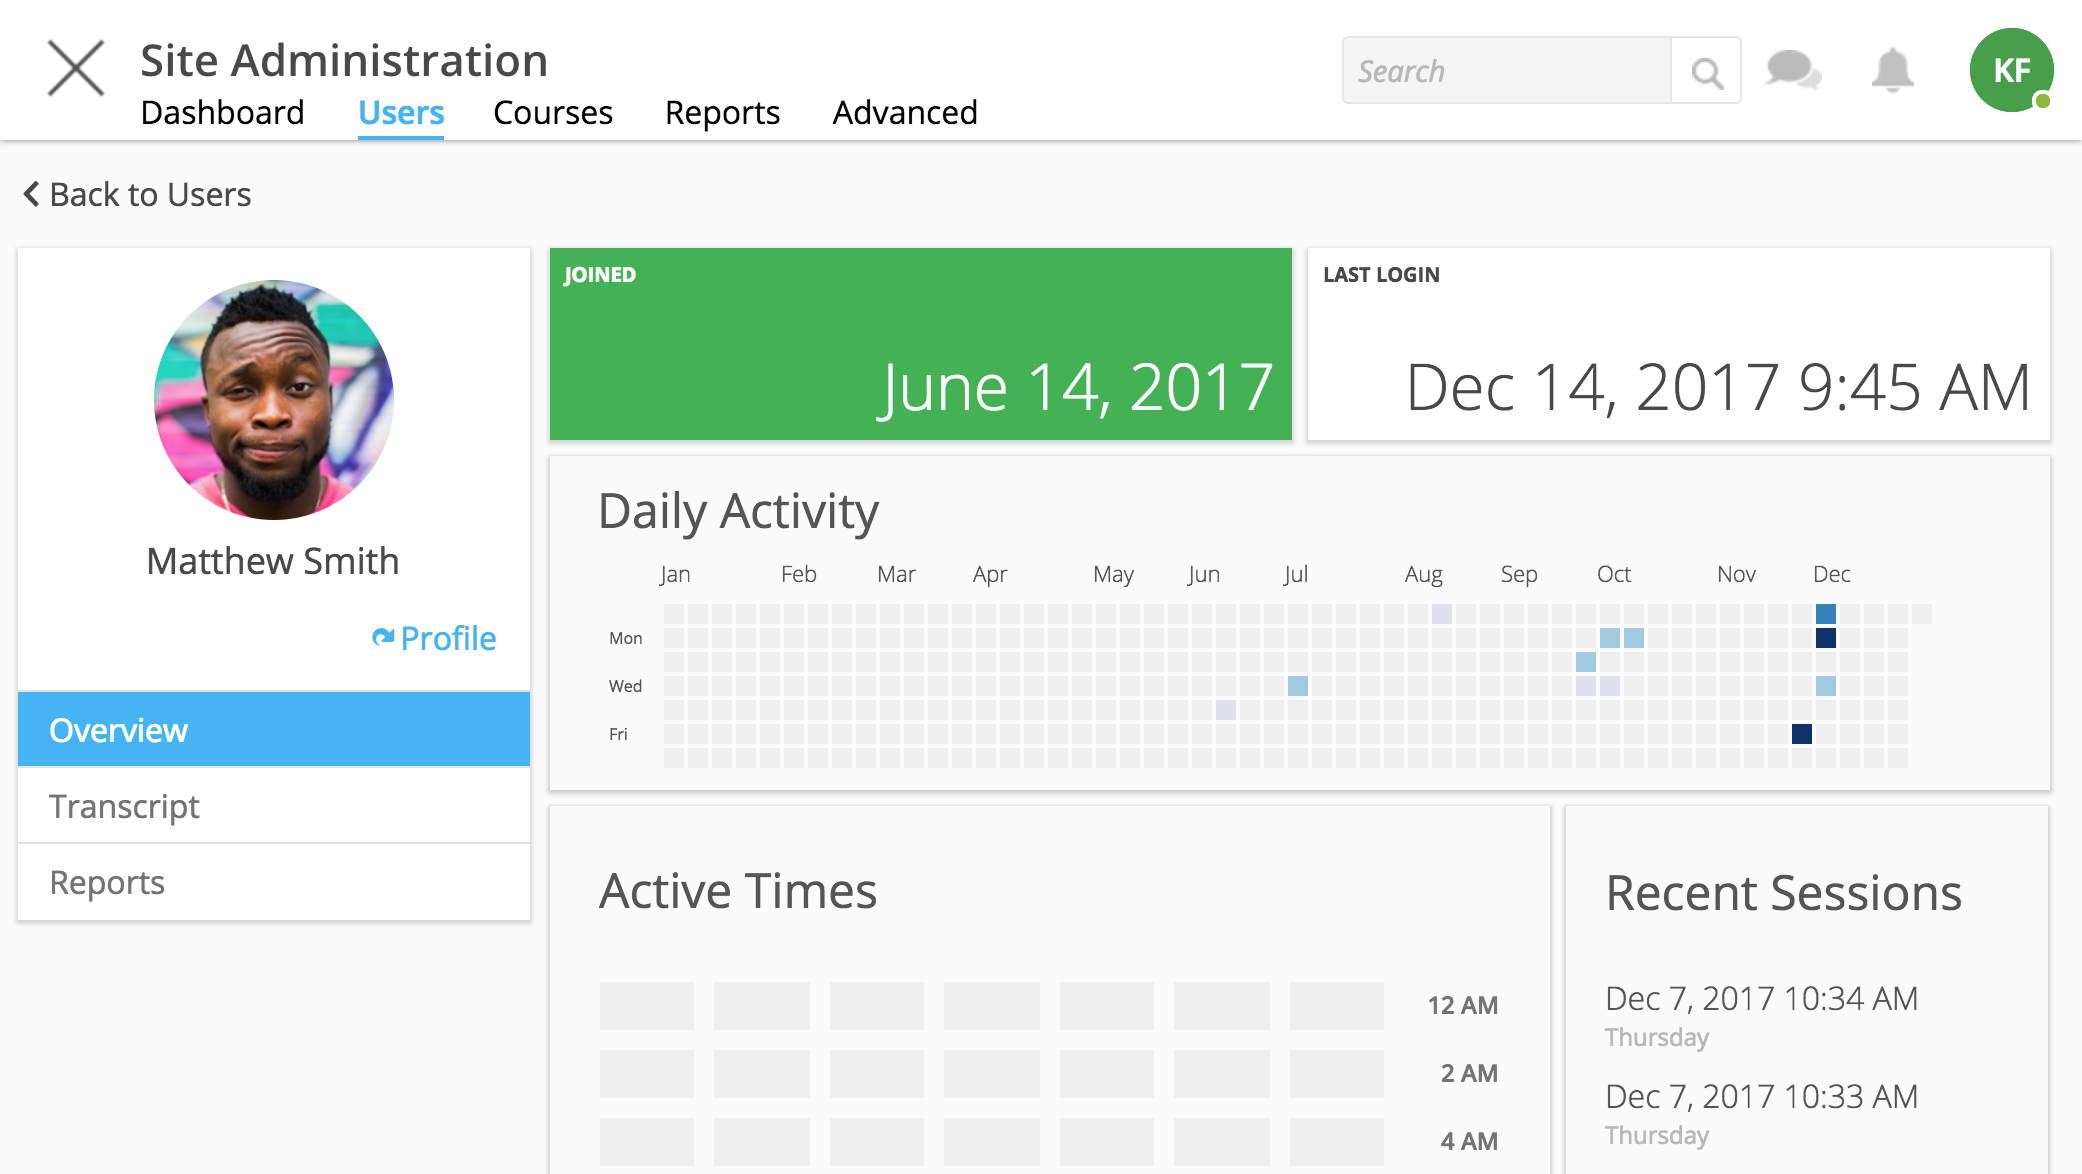 Site Administration
Dashboard Users Courses Reports Advanced
Search
KF
Back to Users
Matthew Smith
Profile
Overview
Transcript
Reports
JOINED
June 14, 2017
LAST LOGIN
Dec 14, 2017 9:45 AM
Daily Activity
Jan Feb Mar Apr May Jun Jul Aug Sep Oct Nov Dec
Mon
Wed
Fri
Active Times
12 AM
2 AM
4 AM
Recent Sessions
Dec 7, 2017 10:34 AM
Thursday
Dec 7, 2017 10:33 AM
Thursday